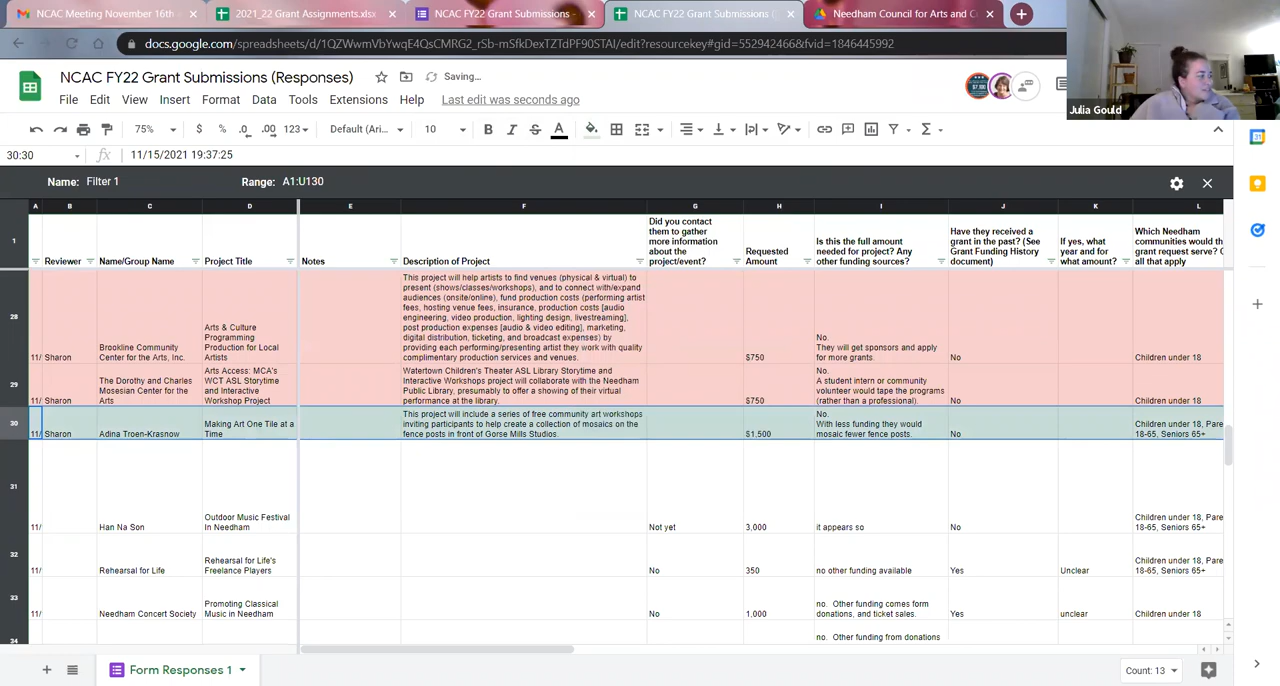 NCAC Meeting November 16th
2021_22 Grant Assignments.xlsx
NCAC FY22 Grant Submissions -
NCAC FY22 Grant Submissions (
Needham Council for Arts and C
docs.google.com/spreadsheets/d/1QZWwmVbYwqE4QsCMRG2_rSb-mSfkDexTZTdPF90STAI/edit?resourcekey#gid=552942466&fvid=1846445992
Julia Gould
NCAC FY22 Grant Submissions (Responses)
Saving...
File Edit View Insert Format Data Tools Extensions Help Last edit was seconds ago
75% $ % .0 .00 123 Default (Ari... 10 B I S A
30:30 fx 11/15/2021 19:37:25
Name: Filter 1 Range: A1:U130
A B C D E F G H I J K L
1
Reviewer
Name/Group Name
Project Title
Notes
Description of Project
Did you contact
them to gather
more information
about the
project/event?
Requested
Amount
Is this the full amount
needed for project? Any
other funding sources?
Have they received a
grant in the past? (See
Grant Funding History
document)
If yes, what
year and for
what amount?
Which Needham
communities would th
grant request serve? C
all that apply
28
11/ Sharon
Brookline Community
Center for the Arts, Inc.
Arts & Culture
Programming
Production for Local
Artists
This project will help artists to find venues (physical & virtual) to
present (shows/classes/workshops), and to connect with/expand
audiences (onsite/online), fund production costs (performing artist
fees, hosting venue fees, insurance, production costs [audio
engineering, video production, lighting design, livestreaming],
post production expenses [audio & video editing], marketing,
digital distribution, ticketing, and broadcast expenses) by
providing each performing/presenting artist they work with quality
complimentary production services and venues.
$750
No.
They will get sponsors and apply
for more grants.
No
Children under 18
29
11/ Sharon
The Dorothy and Charles
Mosesian Center for the
Arts
Arts Access: MCA's
WCT ASL Storytime
and Interactive
Workshop Project
Watertown Children's Theater ASL Library Storytime and
Interactive Workshops project will collaborate with the Needham
Public Library, presumably to offer a showing of their virtual
performance at the library.
$750
No.
A student intern or community
volunteer would tape the programs
(rather than a professional).
No
Children under 18
30
11/ Sharon
Adina Troen-Krasnow
Making Art One Tile at a
Time
This project will include a series of free community art workshops
inviting participants to help create a collection of mosaics on the
fence posts in front of Gorse Mills Studios.
$1,500
No.
With less funding they would
mosaic fewer fence posts.
No
Children under 18, Pare
18-65, Seniors 65+
31
11/
Han Na Son
Outdoor Music Festival
In Needham
Not yet
3,000
it appears so
No
Children under 18, Pare
18-65, Seniors 65+
32
11/
Rehearsal for Life
Rehearsal for Life's
Freelance Players
No
350
no other funding available
Yes
Unclear
Children under 18, Pare
18-65, Seniors 65+
33
11/
Needham Concert Society
Promoting Classical
Music in Needham
No
1,000
no. Other funding comes form
donations, and ticket sales.
Yes
unclear
Children under 18
34
no. Other funding from donations
Form Responses 1
Count: 13